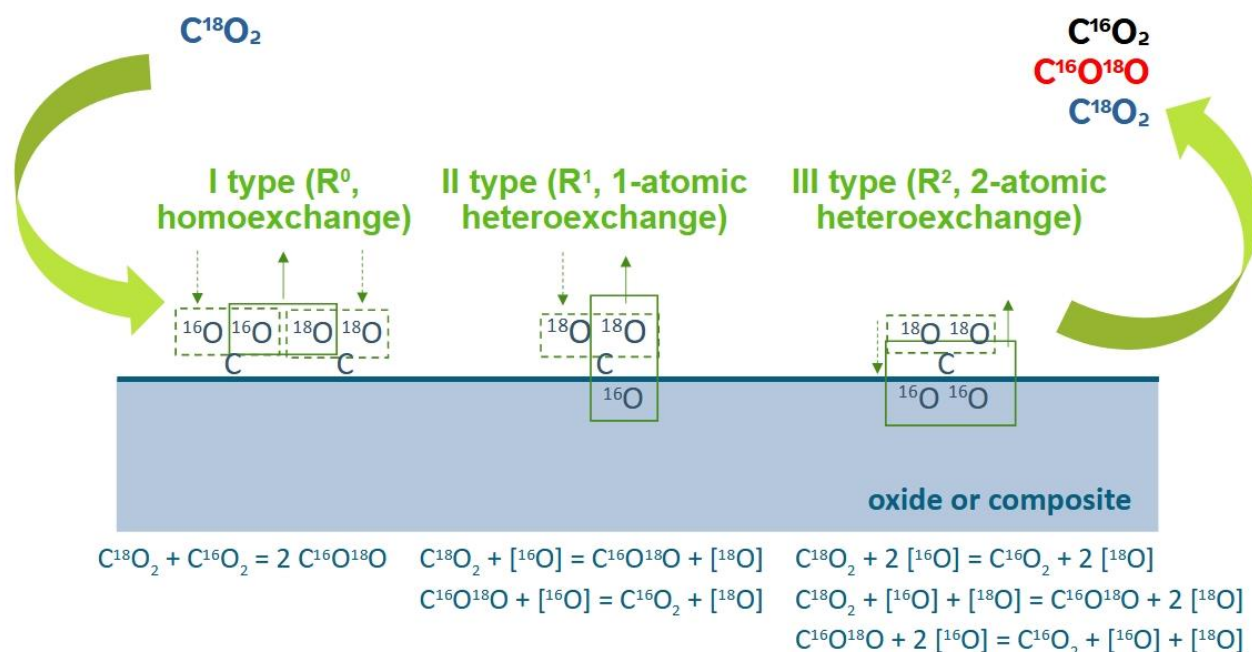 C¹⁸O₂
C¹⁶O₂
C¹⁶O¹⁸O
C¹⁸O₂
I type (R⁰,
homoexchange)
II type (R¹, 1-atomic
heteroexchange)
III type (R², 2-atomic
heteroexchange)
¹⁶O ¹⁶O ¹⁸O ¹⁸O
C C
¹⁸O ¹⁸O
C
¹⁶O
¹⁸O ¹⁸O
C
¹⁶O ¹⁶O
oxide or composite
C¹⁸O₂ + C¹⁶O₂ = 2 C¹⁶O¹⁸O
C¹⁸O₂ + [¹⁶O] = C¹⁶O¹⁸O + [¹⁸O]
C¹⁶O¹⁸O + [¹⁶O] = C¹⁶O₂ + [¹⁸O]
C¹⁸O₂ + 2 [¹⁶O] = C¹⁶O₂ + 2 [¹⁸O]
C¹⁸O₂ + [¹⁶O] + [¹⁸O] = C¹⁶O¹⁸O + 2 [¹⁸O]
C¹⁶O¹⁸O + 2 [¹⁶O] = C¹⁶O₂ + [¹⁶O] + [¹⁸O]